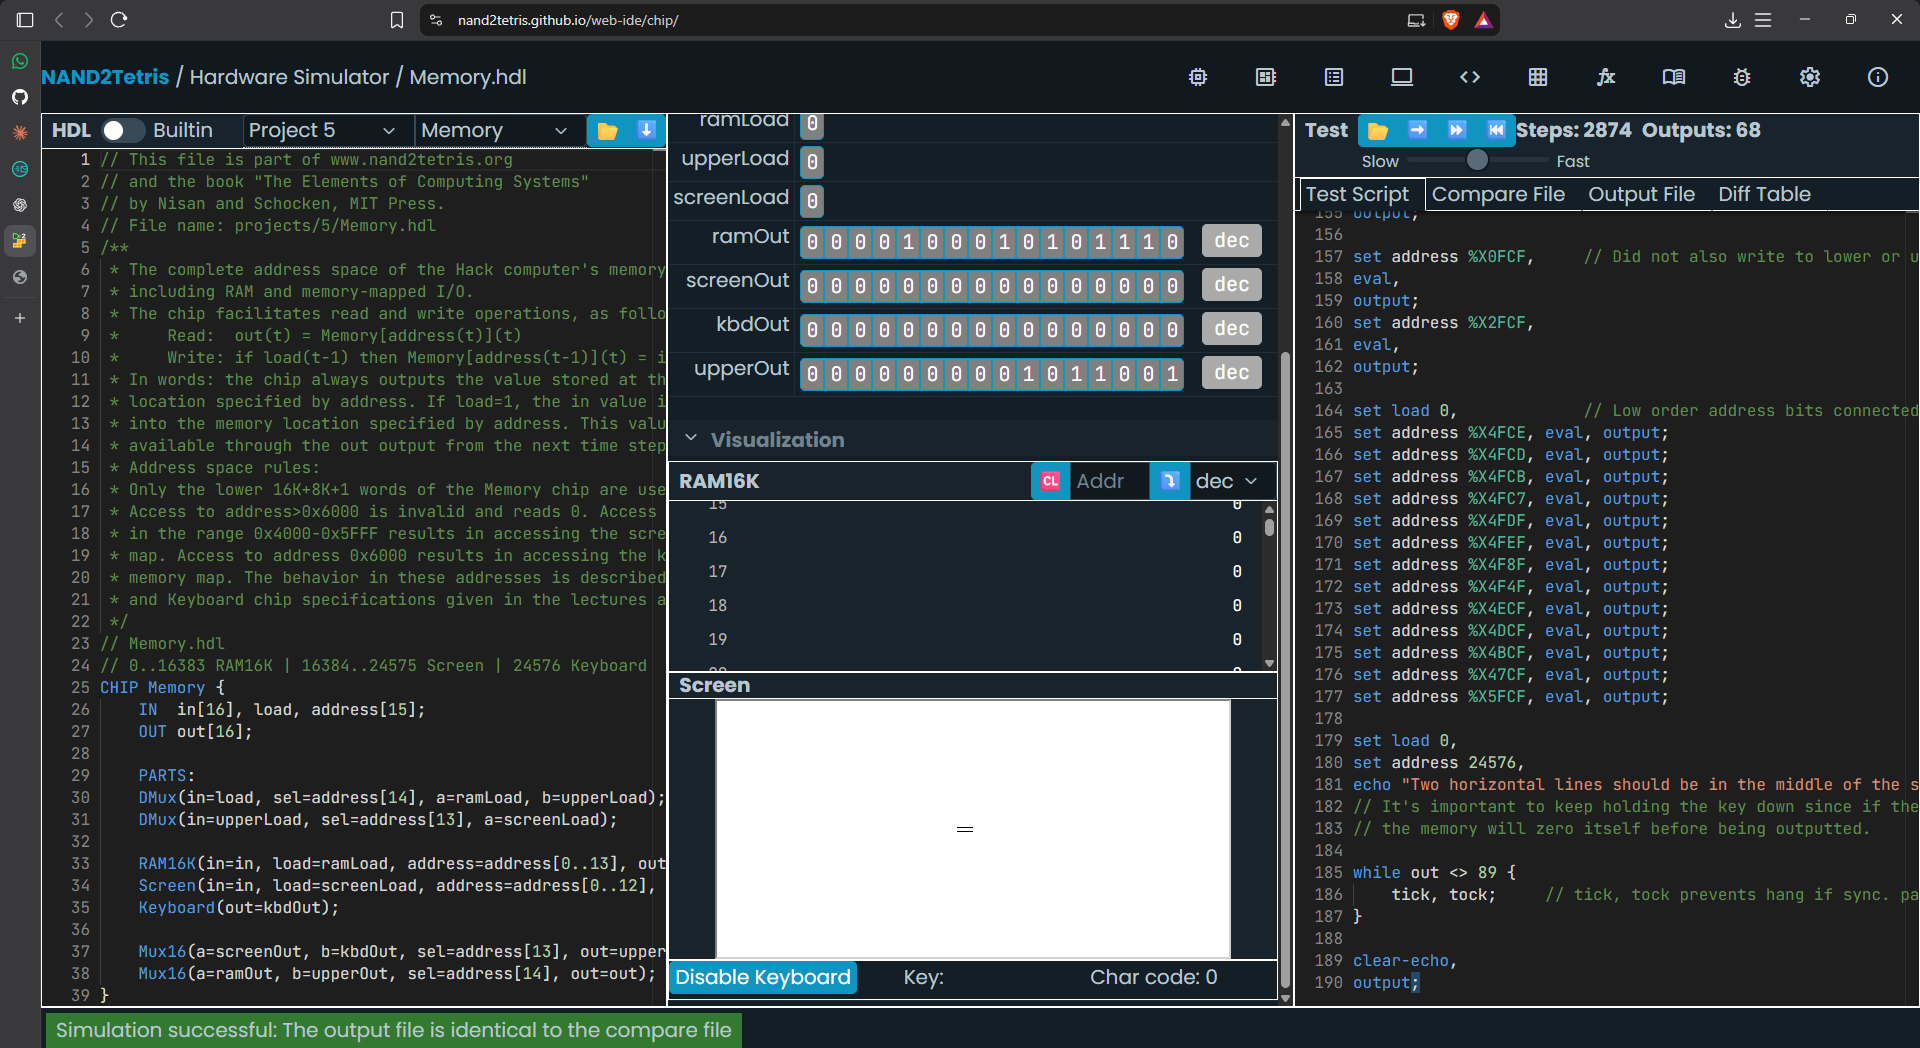 nand2tetris.github.io/web-ide/chip/
NAND2Tetris / Hardware Simulator / Memory.hdl
HDL Builtin Project 5 Memory
1 // This file is part of www.nand2tetris.org
2 // and the book "The Elements of Computing Systems"
3 // by Nisan and Schocken, MIT Press.
4 // File name: projects/5/Memory.hdl
5 /**
6 * The complete address space of the Hack computer's memory
7 * including RAM and memory-mapped I/O.
8 * The chip facilitates read and write operations, as follo
9 *     Read:  out(t) = Memory[address(t)](t)
10 *     Write: if load(t-1) then Memory[address(t-1)](t) = i
11 * In words: the chip always outputs the value stored at th
12 * location specified by address. If load=1, the in value i
13 * into the memory location specified by address. This valu
14 * available through the out output from the next time step
15 * Address space rules:
16 * Only the lower 16K+8K+1 words of the Memory chip are use
17 * Access to address>0x6000 is invalid and reads 0. Access
18 * in the range 0x4000-0x5FFF results in accessing the scre
19 * map. Access to address 0x6000 results in accessing the k
20 * memory map. The behavior in these addresses is described
21 * and Keyboard chip specifications given in the lectures a
22 */
23 // Memory.hdl
24 // 0..16383 RAM16K | 16384..24575 Screen | 24576 Keyboard
25 CHIP Memory {
26     IN  in[16], load, address[15];
27     OUT out[16];
28
29     PARTS:
30     DMux(in=load, sel=address[14], a=ramLoad, b=upperLoad);
31     DMux(in=upperLoad, sel=address[13], a=screenLoad);
32
33     RAM16K(in=in, load=ramLoad, address=address[0..13], out
34     Screen(in=in, load=screenLoad, address=address[0..12],
35     Keyboard(out=kbdOut);
36
37     Mux16(a=screenOut, b=kbdOut, sel=address[13], out=upper
38     Mux16(a=ramOut, b=upperOut, sel=address[14], out=out);
39 }
ramLoad 0
upperLoad 0
screenLoad 0
ramOut 0 0 0 0 1 0 0 0 1 0 1 0 1 1 1 0 dec
screenOut 0 0 0 0 0 0 0 0 0 0 0 0 0 0 0 0 dec
kbdOut 0 0 0 0 0 0 0 0 0 0 0 0 0 0 0 0 dec
upperOut 0 0 0 0 0 0 0 0 0 1 0 1 1 0 0 1 dec
Visualization
RAM16K CL Addr dec
15 0
16 0
17 0
18 0
19 0
20 0
Screen
Disable Keyboard Key: Char code: 0
Test Steps: 2874 Outputs: 68
Slow Fast
Test Script Compare File Output File Diff Table
155 output;
156
157 set address %X0FCF,     // Did not also write to lower or u
158 eval,
159 output;
160 set address %X2FCF,
161 eval,
162 output;
163
164 set load 0,             // Low order address bits connected
165 set address %X4FCE, eval, output;
166 set address %X4FCD, eval, output;
167 set address %X4FCB, eval, output;
168 set address %X4FC7, eval, output;
169 set address %X4FDF, eval, output;
170 set address %X4FEF, eval, output;
171 set address %X4F8F, eval, output;
172 set address %X4F4F, eval, output;
173 set address %X4ECF, eval, output;
174 set address %X4DCF, eval, output;
175 set address %X4BCF, eval, output;
176 set address %X47CF, eval, output;
177 set address %X5FCF, eval, output;
178
179 set load 0,
180 set address 24576,
181 echo "Two horizontal lines should be in the middle of the s
182 // It's important to keep holding the key down since if the
183 // the memory will zero itself before being outputted.
184
185 while out <> 89 {
186     tick, tock;     // tick, tock prevents hang if sync. pa
187 }
188
189 clear-echo,
190 output;
Simulation successful: The output file is identical to the compare file